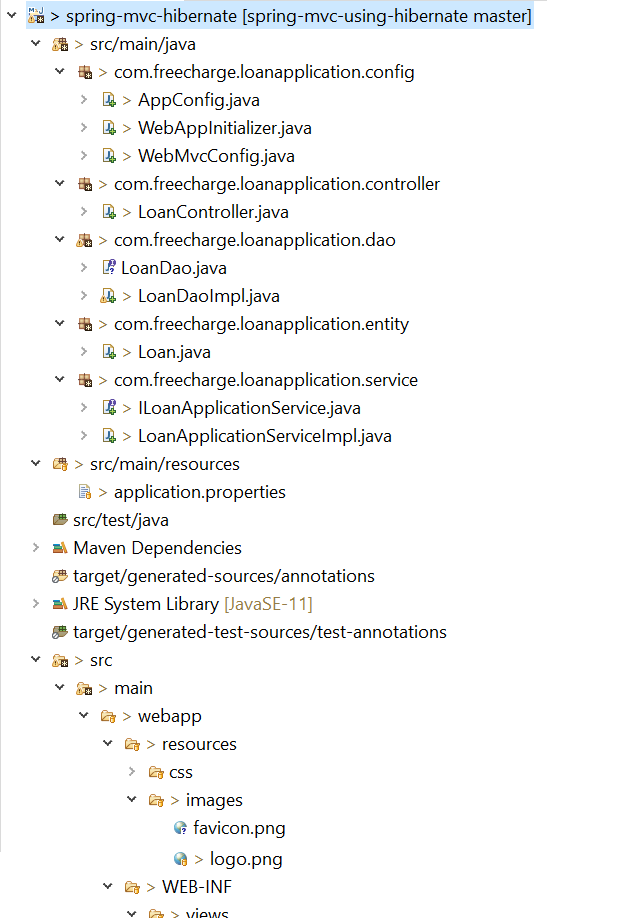 > spring-mvc-hibernate [spring-mvc-using-hibernate master]
> src/main/java
> com.freecharge.loanapplication.config
> AppConfig.java
> WebAppInitializer.java
> WebMvcConfig.java
> com.freecharge.loanapplication.controller
> LoanController.java
> com.freecharge.loanapplication.dao
LoanDao.java
> LoanDaoImpl.java
> com.freecharge.loanapplication.entity
> Loan.java
> com.freecharge.loanapplication.service
> ILoanApplicationService.java
> LoanApplicationServiceImpl.java
> src/main/resources
> application.properties
src/test/java
Maven Dependencies
target/generated-sources/annotations
JRE System Library [JavaSE-11]
target/generated-test-sources/test-annotations
> src
> main
> webapp
> resources
css
> images
favicon.png
> logo.png
> WEB-INF
> views